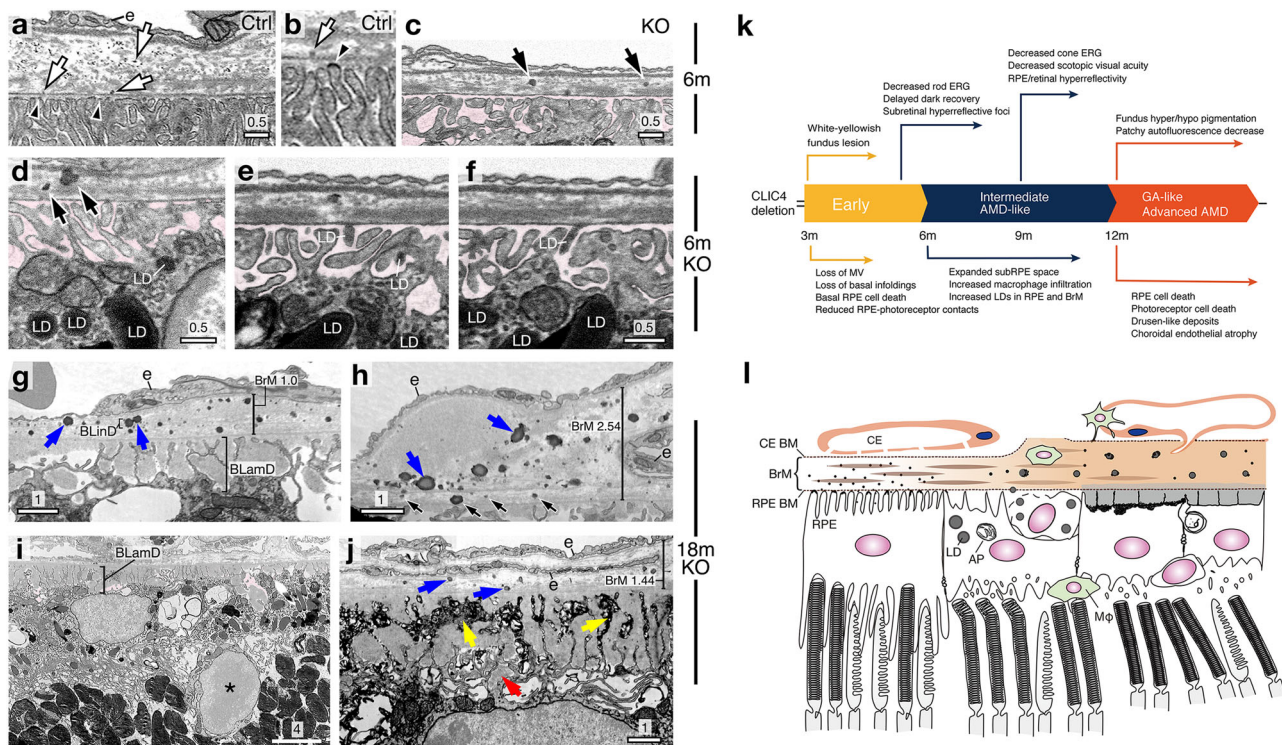 a
e
Ctrl
0.5
b
Ctrl
c
KO
0.5
6m
d
LD
LD
LD
LD
0.5
e
LD
LD
LD
LD
f
LD
LD
LD
0.5
6m
KO
g
e
BrM 1.0
BLinD
BLamD
1
h
e
BrM 2.54
e
1
i
BLamD
*
4
j
e
e
BrM 1.44
1
18m
KO
k
Decreased cone ERG
Decreased scotopic visual acuity
RPE/retinal hyperreflectivity
Decreased rod ERG
Delayed dark recovery
Subretinal hyperreflective foci
White-yellowish
fundus lesion
Fundus hyper/hypo pigmentation
Patchy autofluorescence decrease
CLIC4
deletion
Early
Intermediate
AMD-like
GA-like
Advanced AMD
3m
6m
9m
12m
Loss of MV
Loss of basal infoldings
Basal RPE cell death
Reduced RPE-photoreceptor contacts
Expanded subRPE space
Increased macrophage infiltration
Increased LDs in RPE and BrM
RPE cell death
Photoreceptor cell death
Drusen-like deposits
Choroidal endothelial atrophy
l
CE BM
CE
BrM
RPE BM
RPE
LD
AP
Mφ